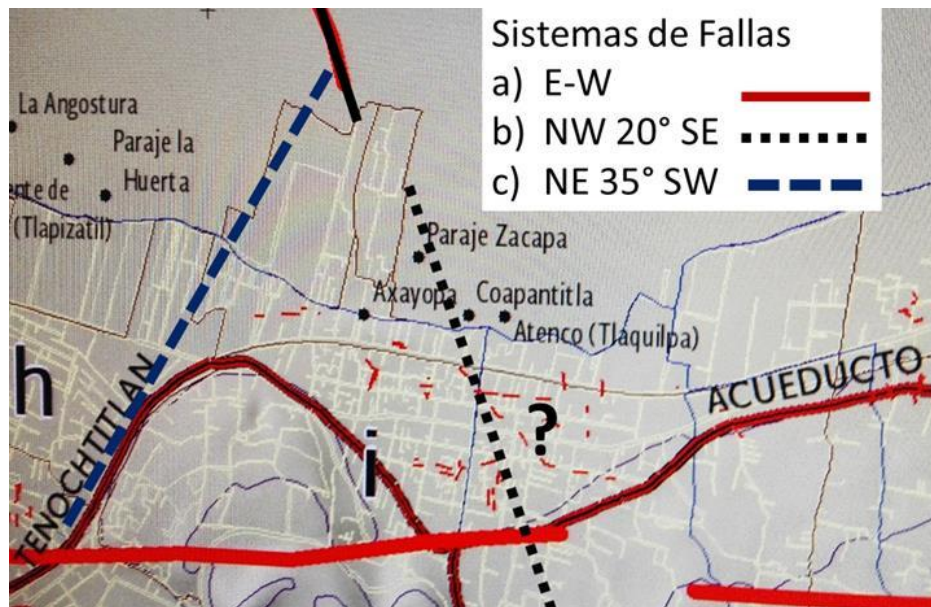 Sistemas de Fallas
a) E-W
b) NW 20° SE
c) NE 35° SW
La Angostura
Paraje la
Huerta
nte de
(Tlapizatil)
Paraje Zacapa
Axayopa
Coapantitla
Atenco (Tlaquilpa)
h
TENOCHTITLAN
ACUEDUCTO
?
i